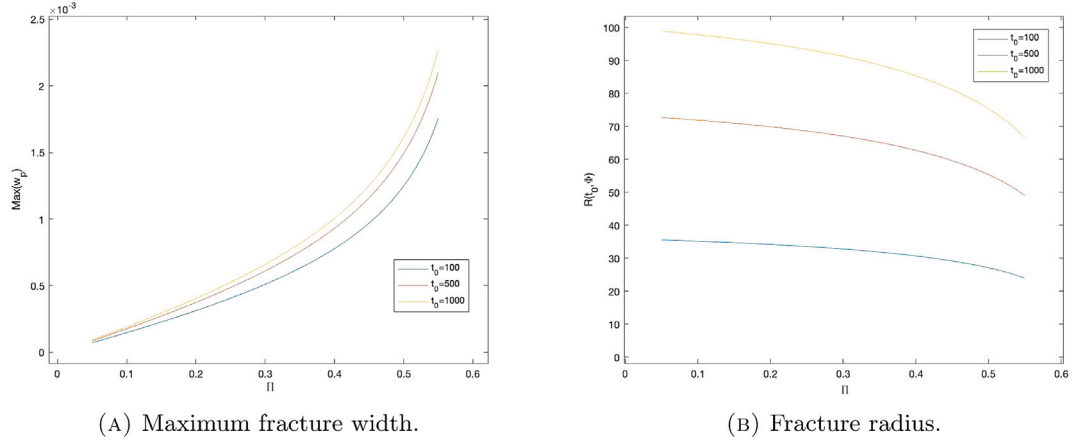 ×10⁻³
2.5
2
1.5
1
0.5
0
Max(w_p)
0 0.1 0.2 0.3 0.4 0.5 0.6
Π
t_0=100
t_0=500
t_0=1000
(A) Maximum fracture width.
100
90
80
70
60
50
40
30
20
10
0
R(t_0,Φ)
0 0.1 0.2 0.3 0.4 0.5 0.6
Π
t_0=100
t_0=500
t_0=1000
(B) Fracture radius.